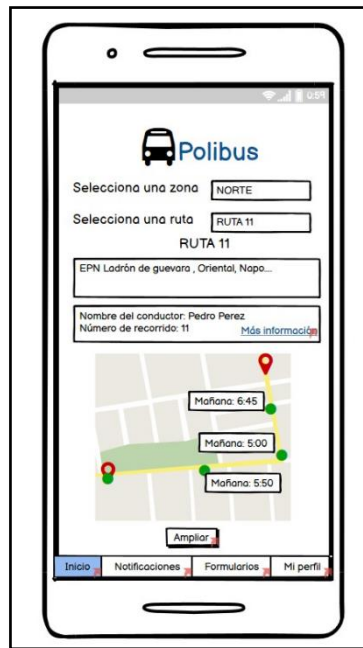 0:59
Polibus
Selecciona una zona NORTE
Selecciona una ruta RUTA 11
RUTA 11
EPN Ladrón de guevara , Oriental, Napo...
Nombre del conductor: Pedro Perez
Número de recorrido: 11 Más información
Mañana: 6:45
Mañana: 5:00
Mañana: 5:50
Ampliar
Inicio Notificaciones Formularios Mi perfil